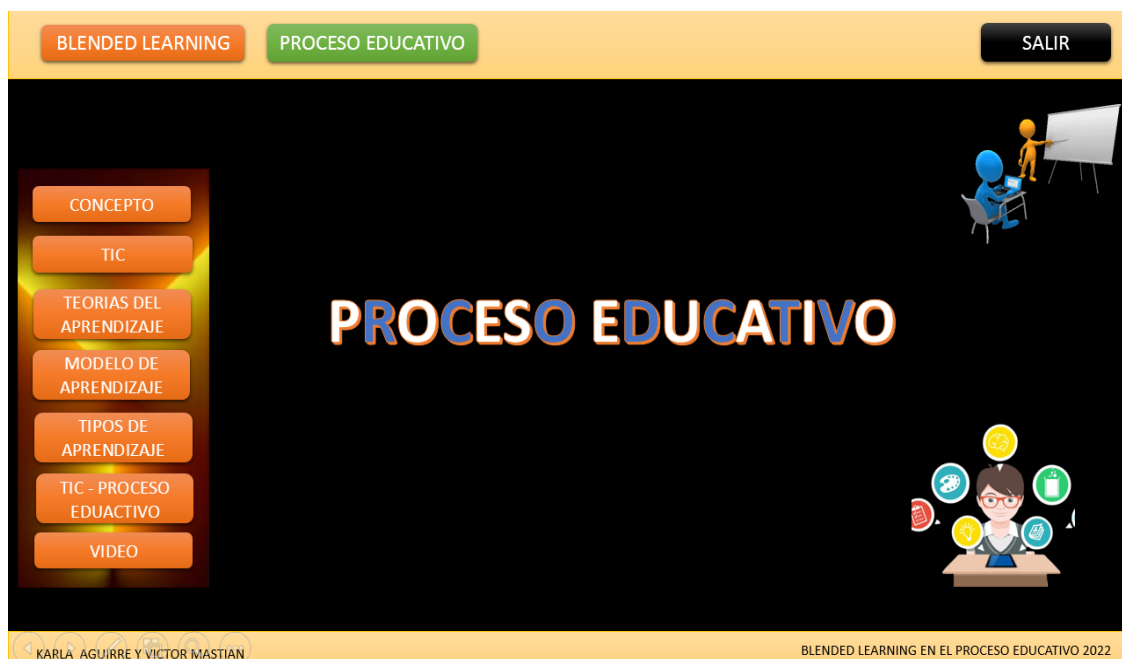 BLENDED LEARNING
PROCESO EDUCATIVO
SALIR
CONCEPTO
TIC
TEORIAS DEL
APRENDIZAJE
MODELO DE
APRENDIZAJE
TIPOS DE
APRENDIZAJE
TIC - PROCESO
EDUACTIVO
VIDEO
PROCESO EDUCATIVO
KARLA AGUIRRE Y VICTOR MASTIAN
BLENDED LEARNING EN EL PROCESO EDUCATIVO 2022